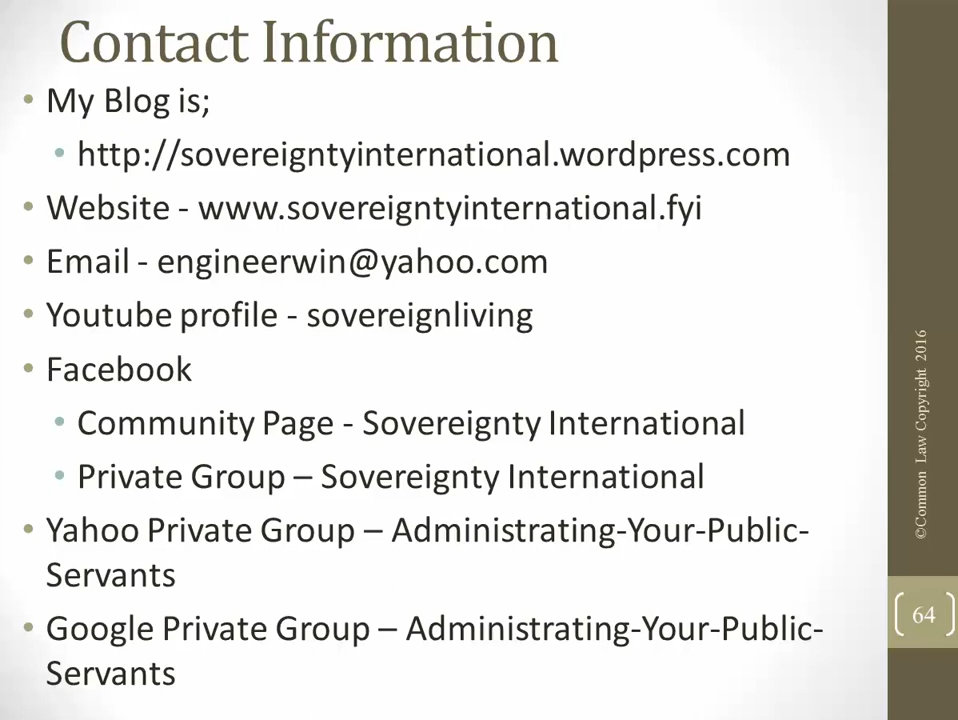 Contact Information
• My Blog is;
• http://sovereigntyinternational.wordpress.com
• Website - www.sovereigntyinternational.fyi
• Email - engineerwin@yahoo.com
• Youtube profile - sovereignliving
• Facebook
• Community Page - Sovereignty International
• Private Group – Sovereignty International
• Yahoo Private Group – Administrating-Your-Public-
Servants
• Google Private Group – Administrating-Your-Public-
Servants
©Common Law Copyright 2016
64